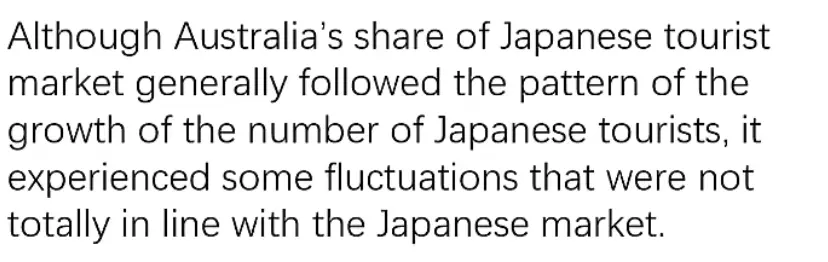 Although Australia’s share of Japanese tourist
market generally followed the pattern of the
growth of the number of Japanese tourists, it
experienced some fluctuations that were not
totally in line with the Japanese market.